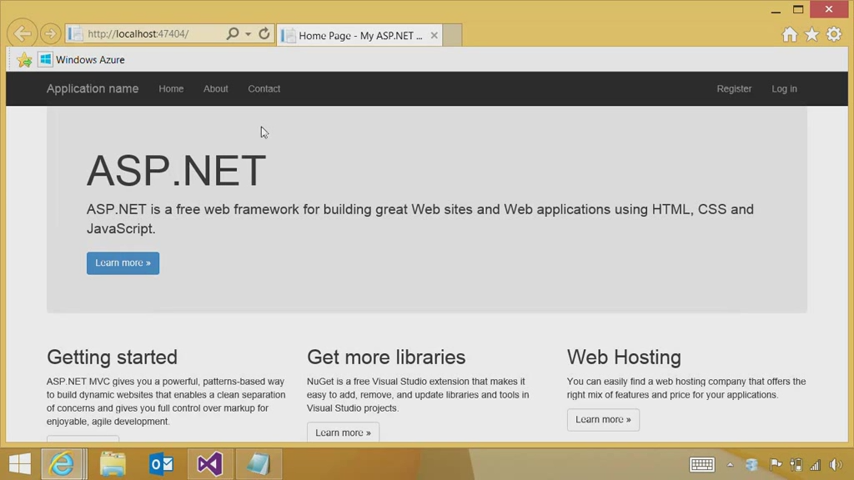 http://localhost:47404/
Home Page - My ASP.NET ...
Windows Azure
Application name Home About Contact Register Log in
ASP.NET
ASP.NET is a free web framework for building great Web sites and Web applications using HTML, CSS and
JavaScript.
Learn more »
Getting started
ASP.NET MVC gives you a powerful, patterns-based way
to build dynamic websites that enables a clean separation
of concerns and gives you full control over markup for
enjoyable, agile development.
Get more libraries
NuGet is a free Visual Studio extension that makes it
easy to add, remove, and update libraries and tools in
Visual Studio projects.
Learn more »
Web Hosting
You can easily find a web hosting company that offers the
right mix of features and price for your applications.
Learn more »